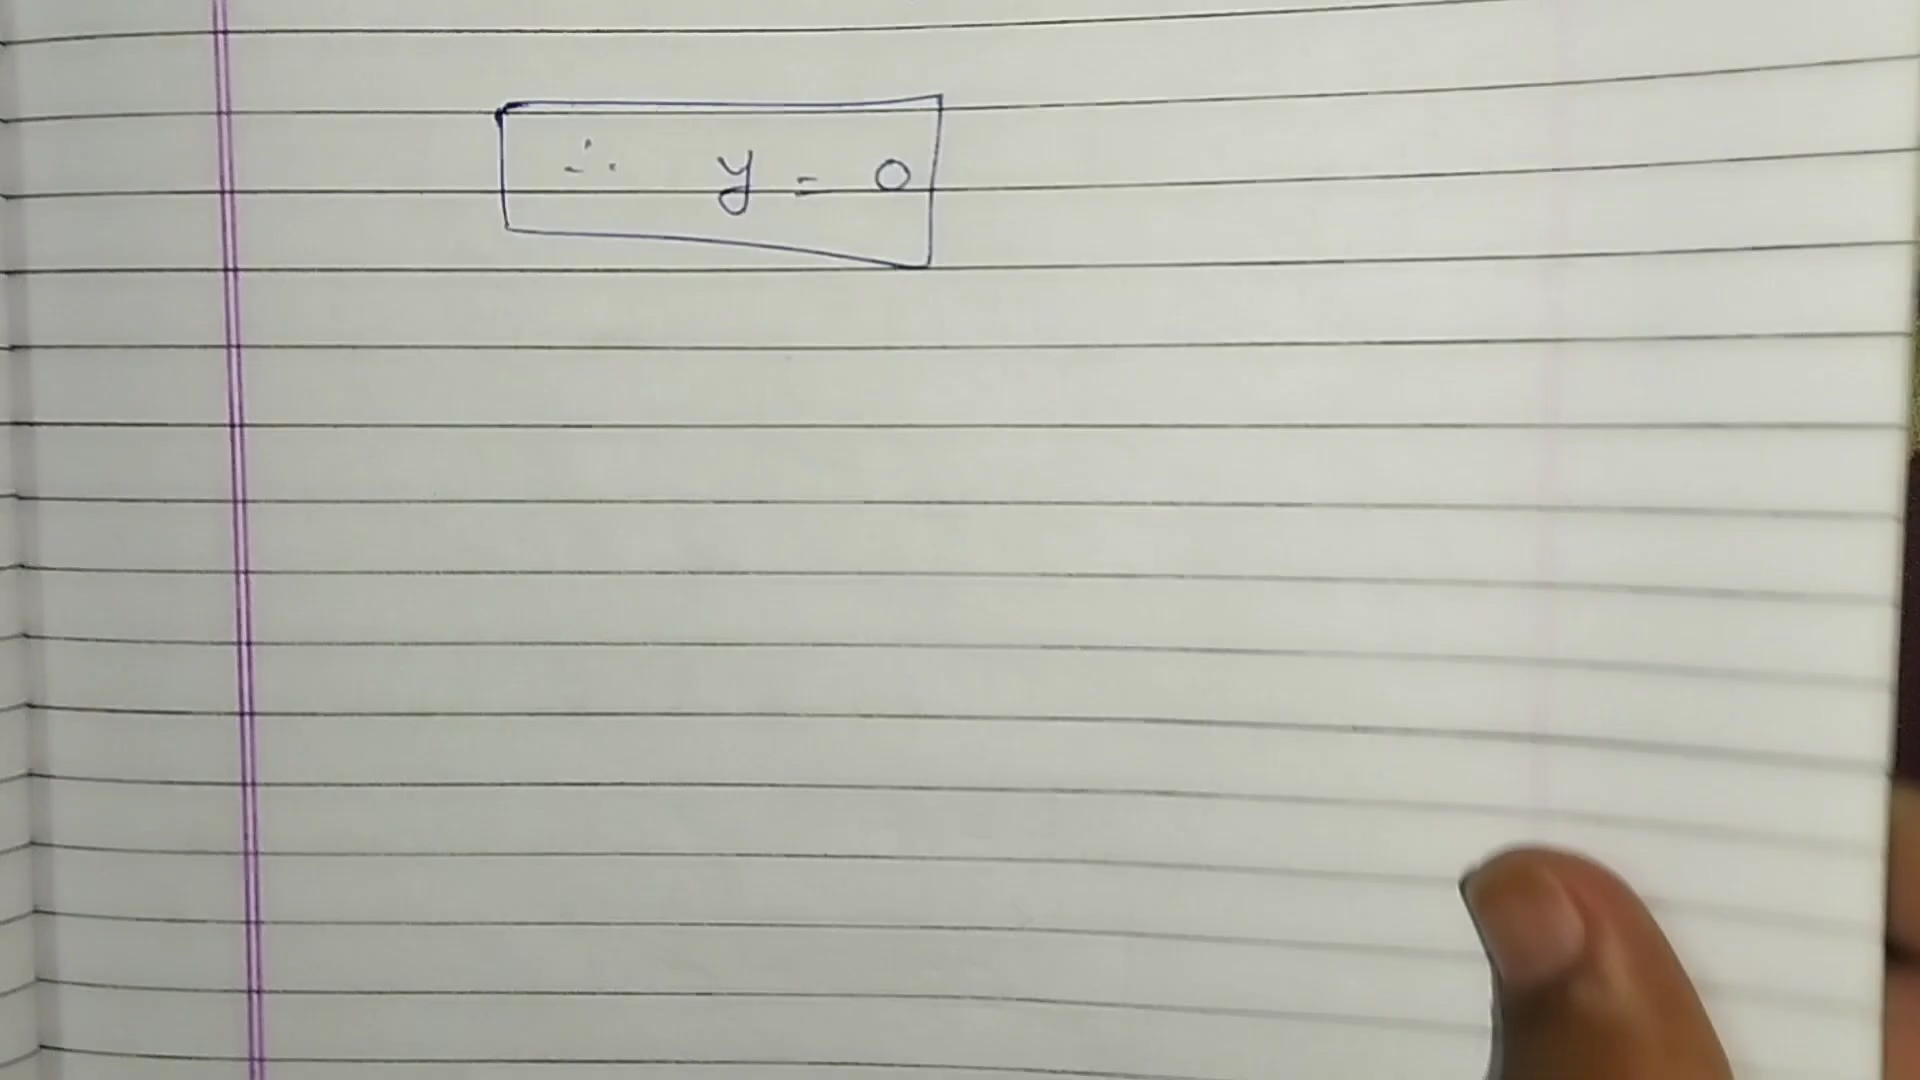 ∴ y = 0